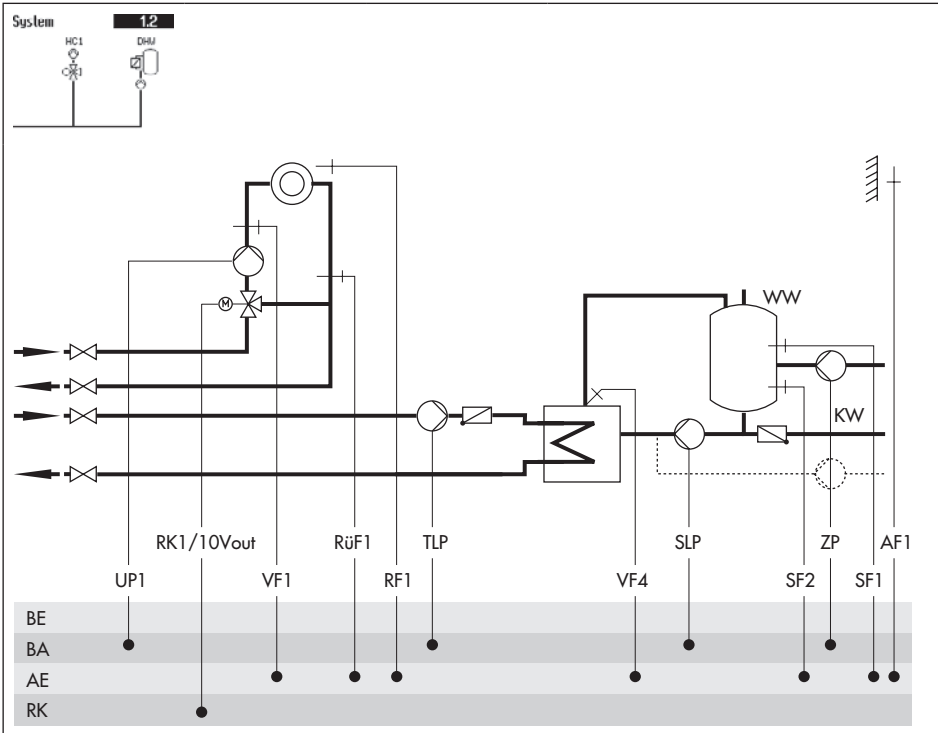 System 1.2
HC1 DHW
M
WW
KW
RK1/10Vout RüF1 TLP SLP ZP AF1
UP1 VF1 RF1 VF4 SF2 SF1
BE
BA
AE
RK